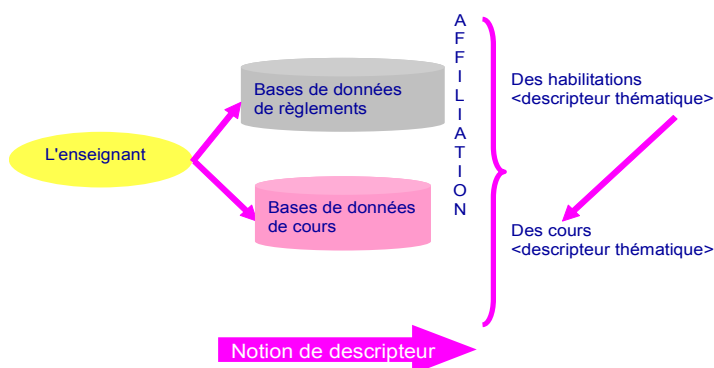 L'enseignant
Bases de données
de règlements
Bases de données
de cours
A
F
F
I
L
I
A
T
I
O
N
Des habilitations
<descripteur thématique>
Des cours
<descripteur thématique>
Notion de descripteur